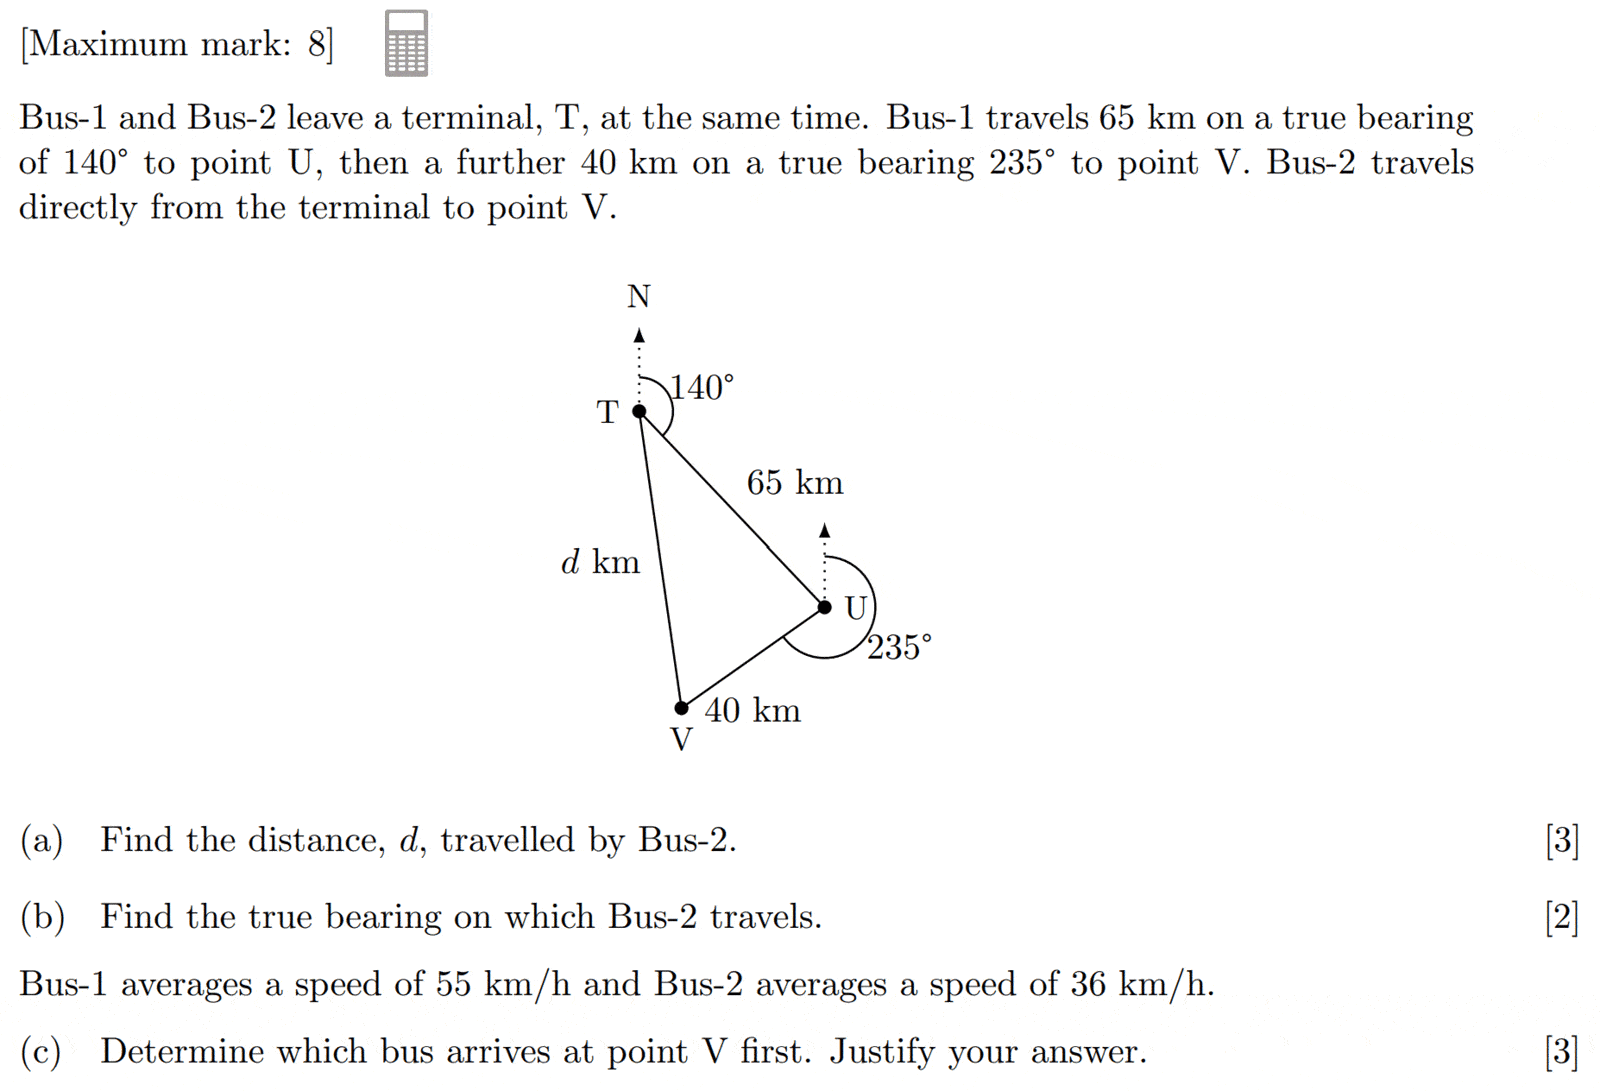 [Maximum mark: 8]
Bus-1 and Bus-2 leave a terminal, T, at the same time. Bus-1 travels 65 km on a true bearing
of 140° to point U, then a further 40 km on a true bearing 235° to point V. Bus-2 travels
directly from the terminal to point V.
N
140°
T
65 km
d km
U
235°
40 km
V
(a) Find the distance, d, travelled by Bus-2. [3]
(b) Find the true bearing on which Bus-2 travels. [2]
Bus-1 averages a speed of 55 km/h and Bus-2 averages a speed of 36 km/h.
(c) Determine which bus arrives at point V first. Justify your answer. [3]